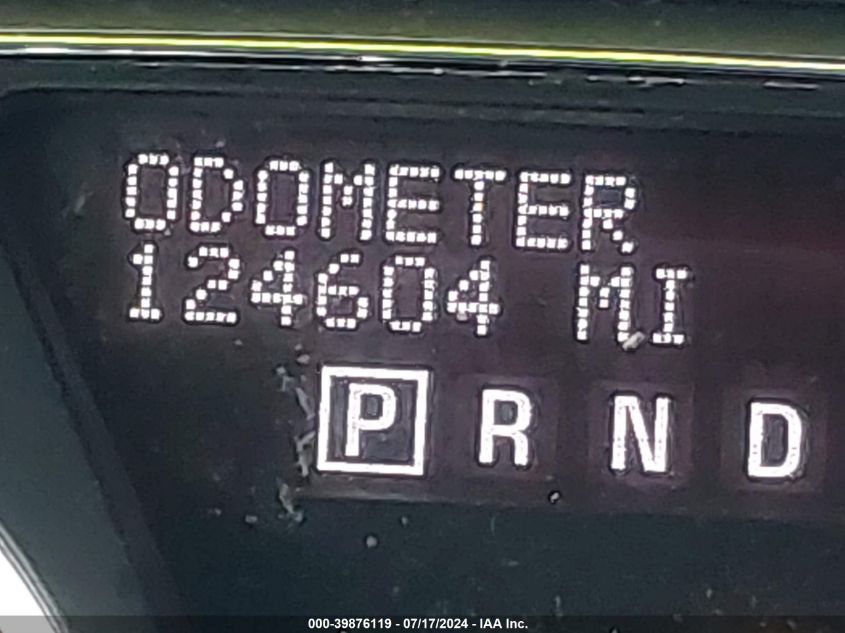 ODOMETER
124604 MI
P R N D
000-39876119 - 07/17/2024 - IAA Inc.